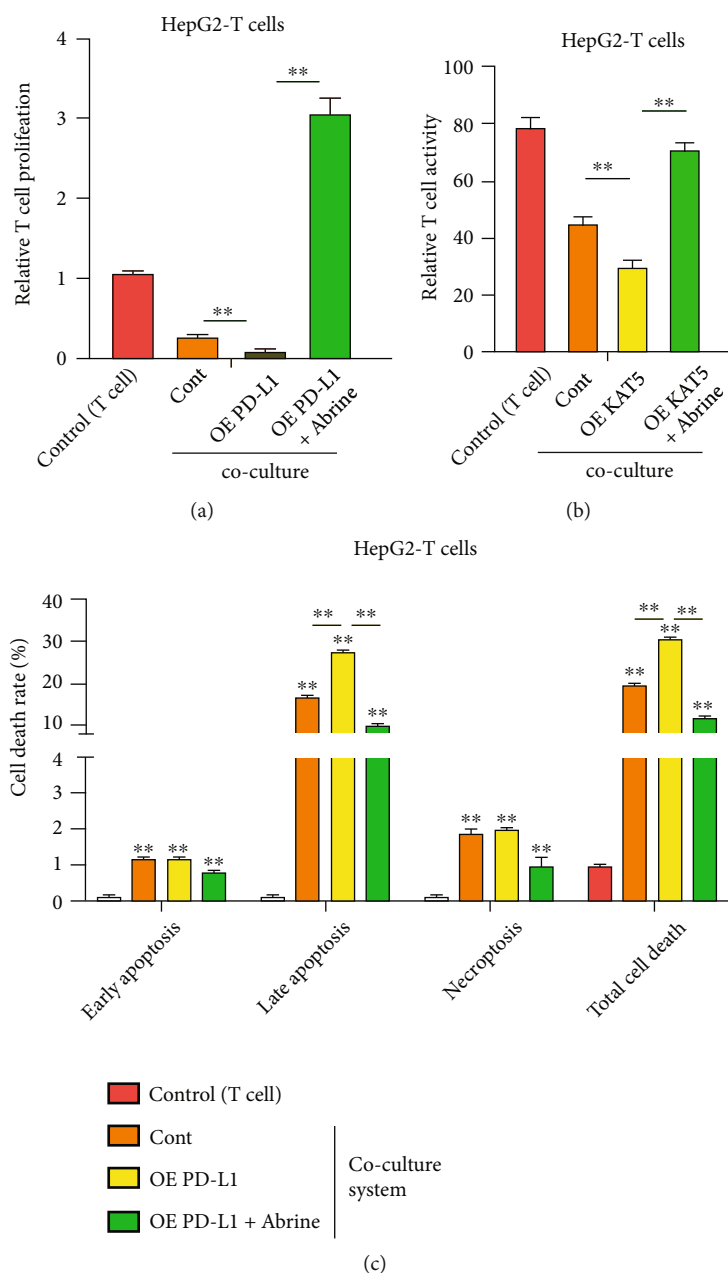 HepG2-T cells
4
3
2
1
0
Relative T cell prolifeation
**
**
Control (T cell)
Cont
OE PD-L1
OE PD-L1
+ Abrine
co-culture
(a)
HepG2-T cells
100
80
60
40
20
0
Relative T cell activity
**
**
Control (T cell)
Cont
OE KAT5
OE KAT5
+ Abrine
co-culture
(b)
HepG2-T cells
40
30
20
10
4
3
2
1
0
Cell death rate (%)
** ** **
** **
** ** **
** ** **
** **
** ** **
Early apoptosis
Late apoptosis
Necroptosis
Total cell death
Control (T cell)
Cont
OE PD-L1
OE PD-L1 + Abrine
Co-culture
system
(c)